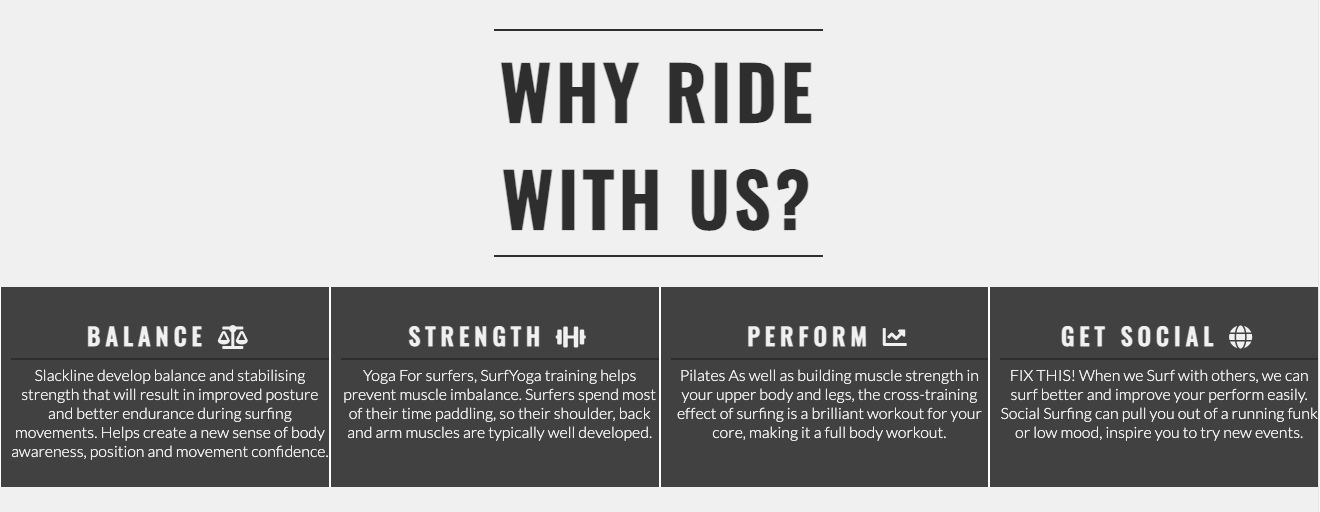 WHY RIDE
WITH US?
BALANCE
Slackline develop balance and stabilising
strength that will result in improved posture
and better endurance during surfing
movements. Helps create a new sense of body
awareness, position and movement confidence.
STRENGTH
Yoga For surfers, SurfYoga training helps
prevent muscle imbalance. Surfers spend most
of their time paddling, so their shoulder, back
and arm muscles are typically well developed.
PERFORM
Pilates As well as building muscle strength in
your upper body and legs, the cross-training
effect of surfing is a brilliant workout for your
core, making it a full body workout.
GET SOCIAL
FIX THIS! When we Surf with others, we can
surf better and improve your perform easily.
Social Surfing can pull you out of a running funk
or low mood, inspire you to try new events.